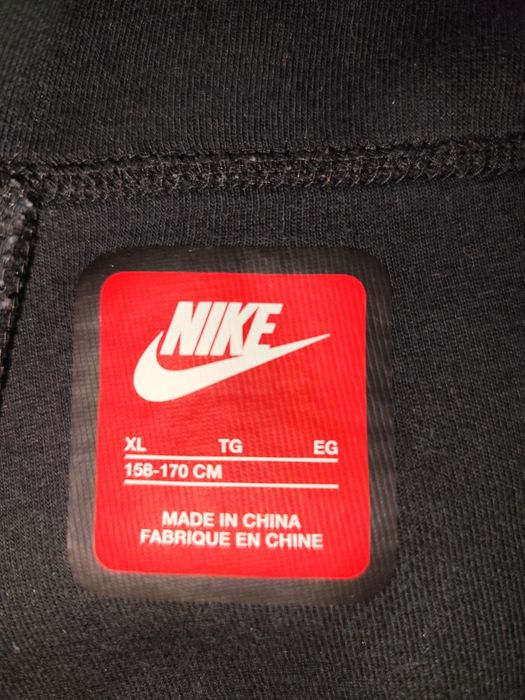 NIKE
XL TG EG
158-170 CM
MADE IN CHINA
FABRIQUE EN CHINE